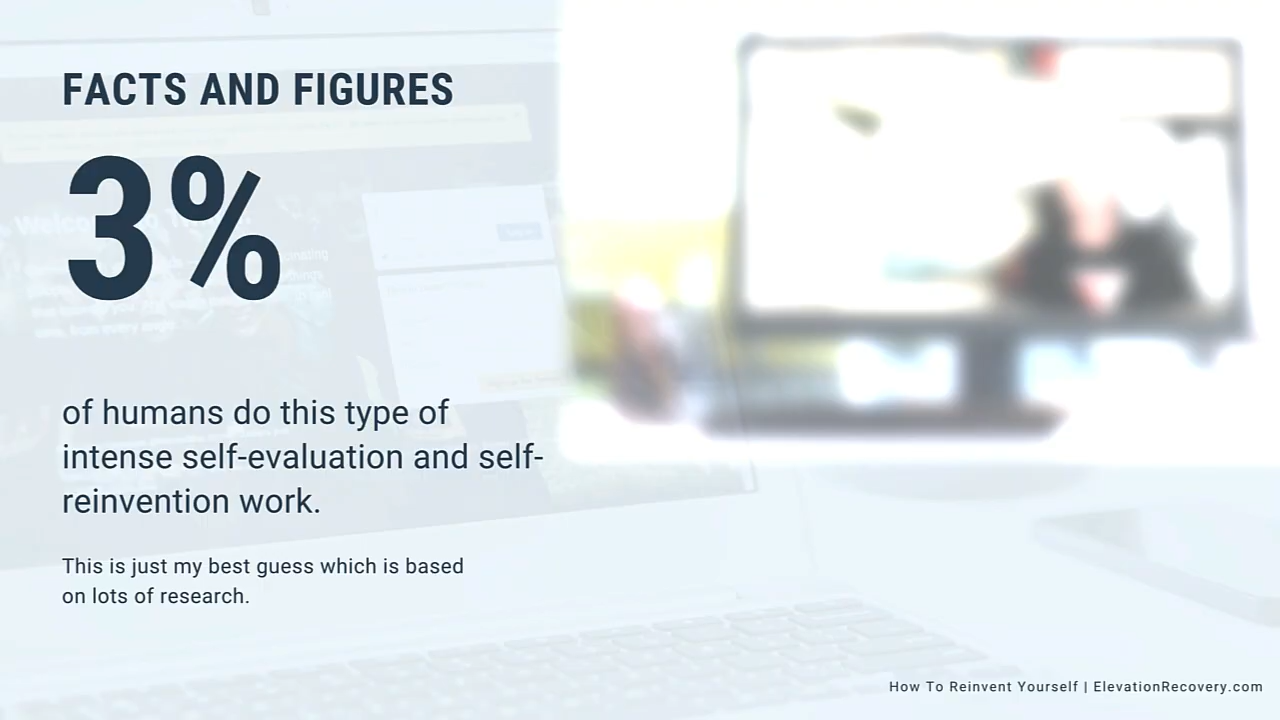 FACTS AND FIGURES
3%
of humans do this type of
intense self-evaluation and self-
reinvention work.
This is just my best guess which is based
on lots of research.
How To Reinvent Yourself | ElevationRecovery.com